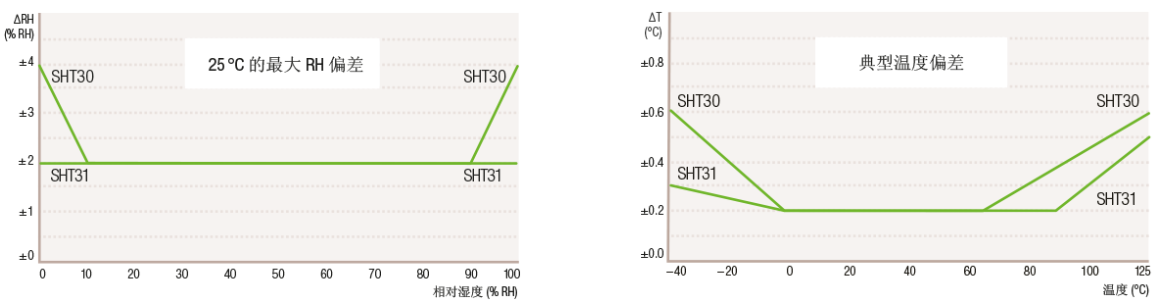 ΔRH
(% RH)
25 °C 的最大 RH 偏差
±4
SHT30
SHT30
±3
±2
SHT31
SHT31
±1
±0
0 10 20 30 40 50 60 70 80 90 100
相对湿度 (% RH)
ΔT
(°C)
典型温度偏差
±0.8
SHT30
SHT30
±0.6
±0.4
SHT31
SHT31
±0.2
±0.0
−40 −20 0 20 40 60 80 100 125
温度 (°C)